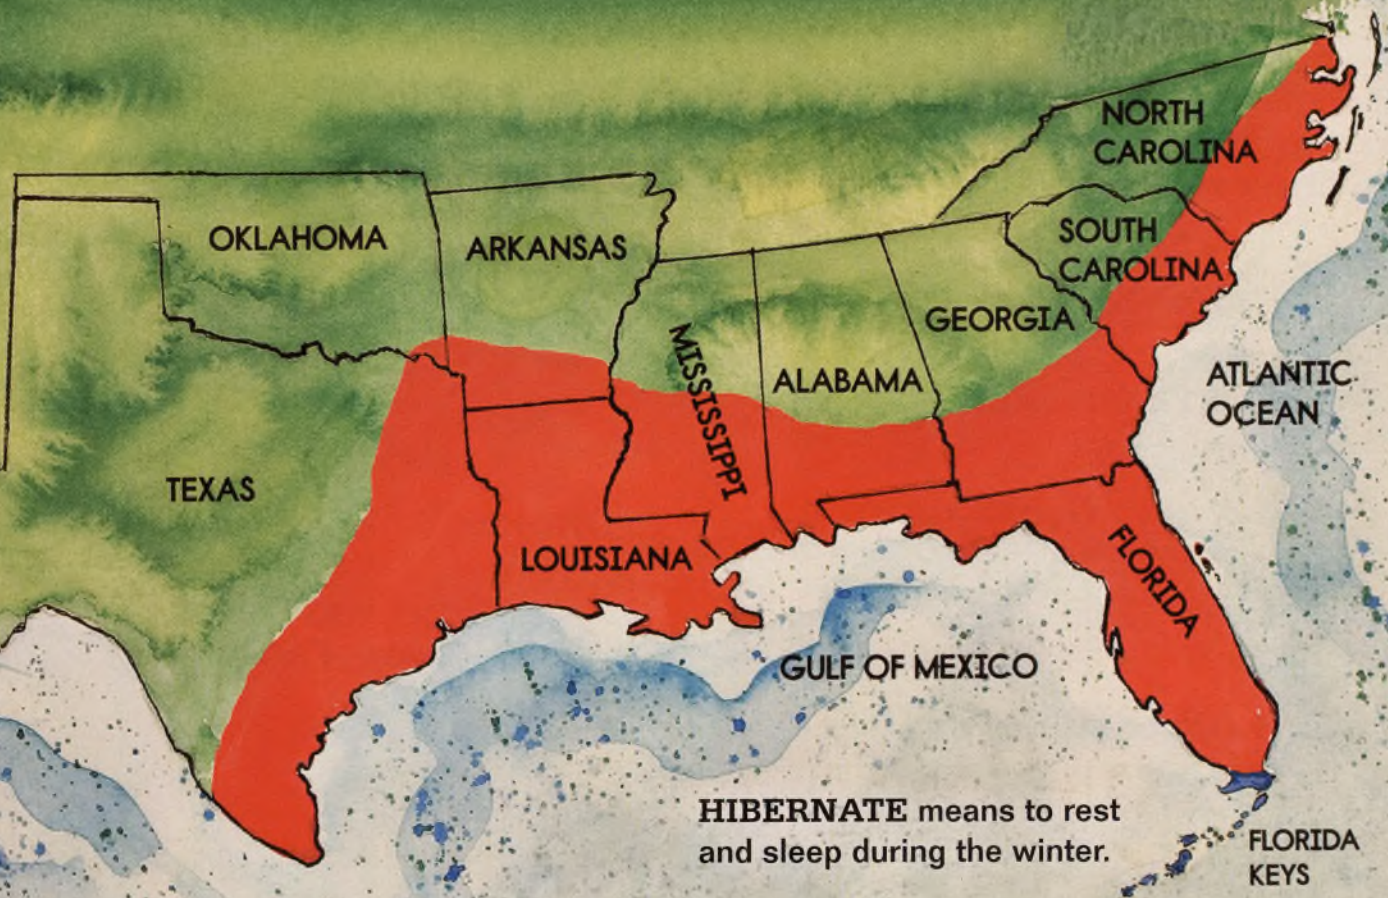 NORTH
CAROLINA
OKLAHOMA
ARKANSAS
SOUTH
CAROLINA
GEORGIA
MISSISSIPPI
ALABAMA
ATLANTIC
OCEAN
TEXAS
LOUISIANA
FLORIDA
GULF OF MEXICO
HIBERNATE means to rest
and sleep during the winter.
FLORIDA
KEYS